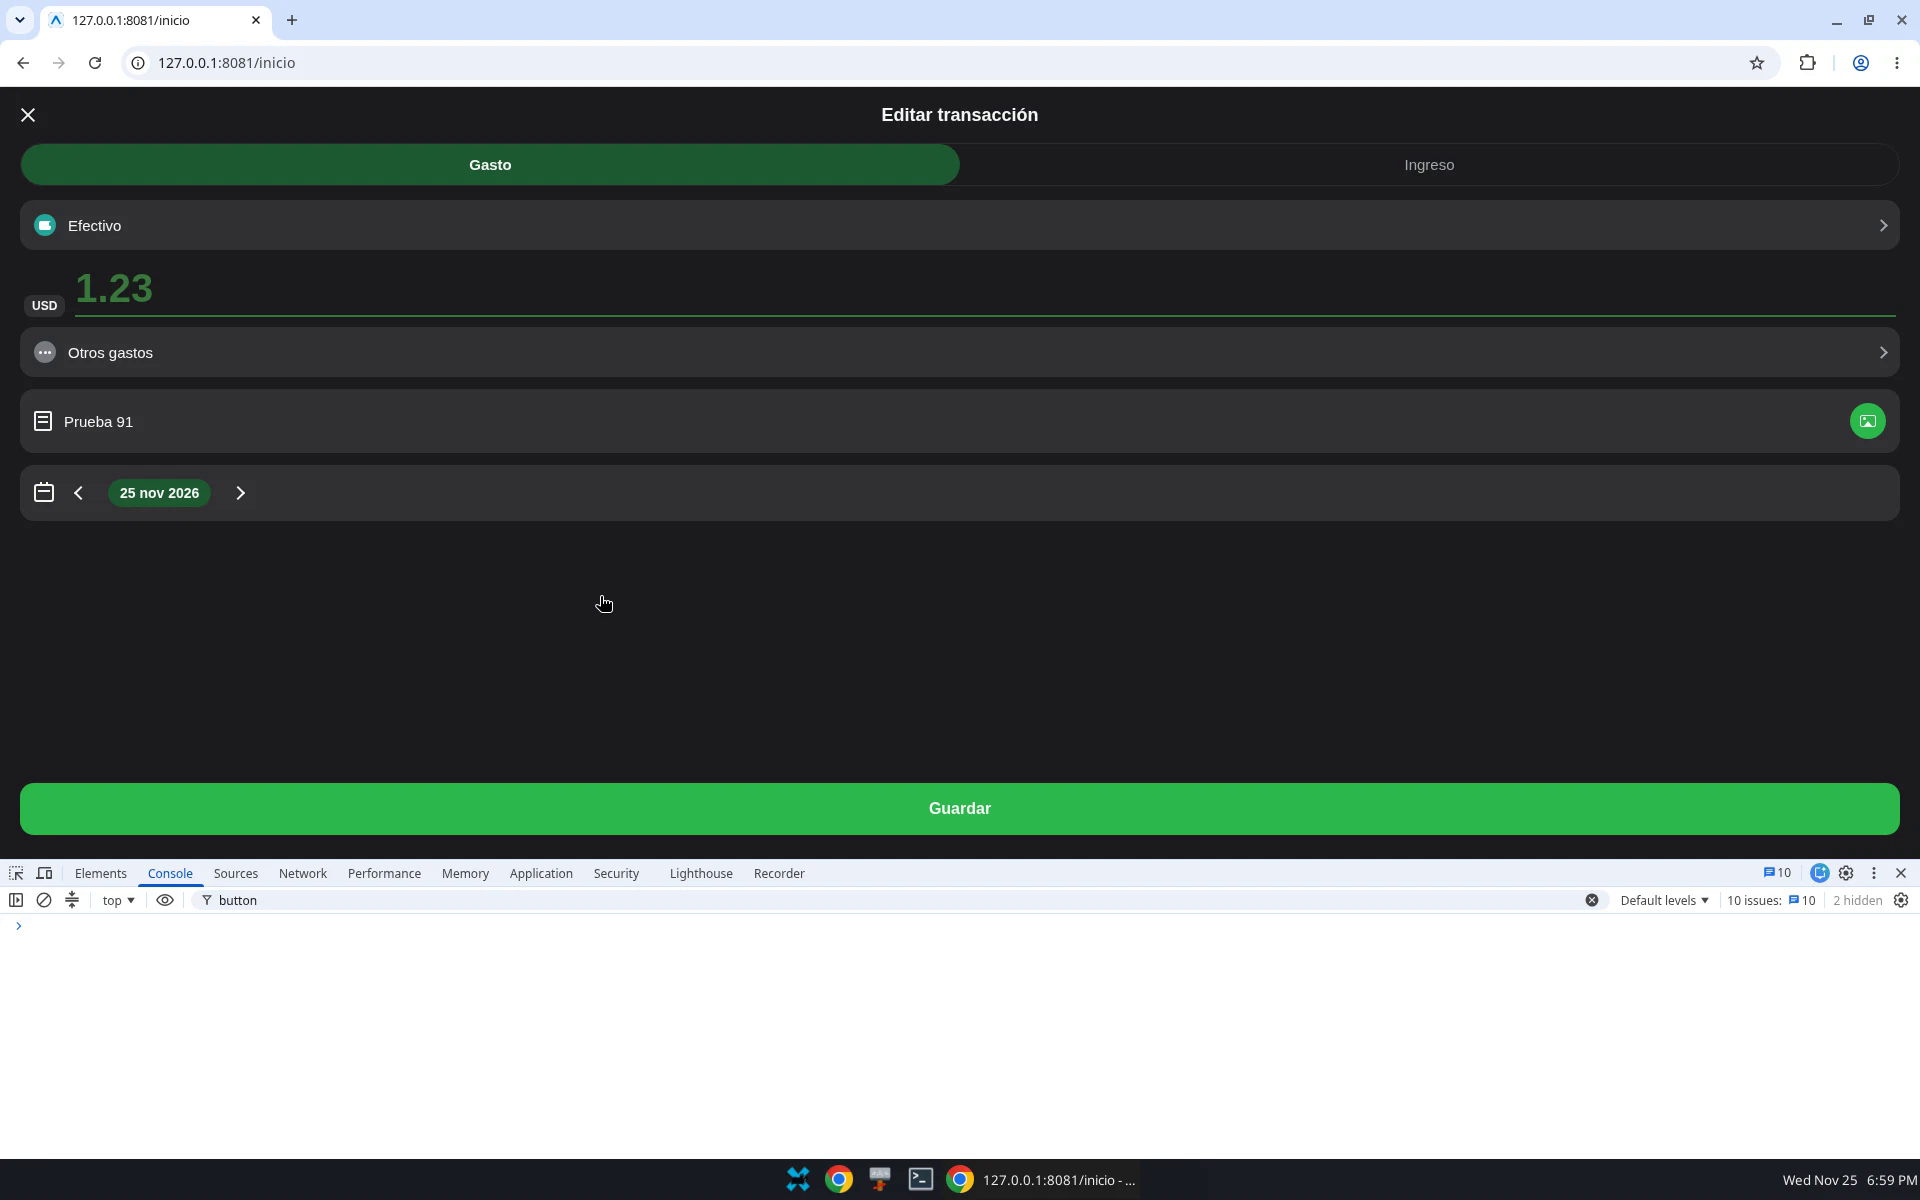 127.0.0.1:8081/inicio
127.0.0.1:8081/inicio
Editar transacción
Gasto
Ingreso
Efectivo
USD 1.23
Otros gastos
Prueba 91
25 nov 2026
Guardar
Elements Console Sources Network Performance Memory Application Security Lighthouse Recorder 10
top button Default levels 10 issues: 10 2 hidden
127.0.0.1:8081/inicio - ... Wed Nov 25 6:59 PM